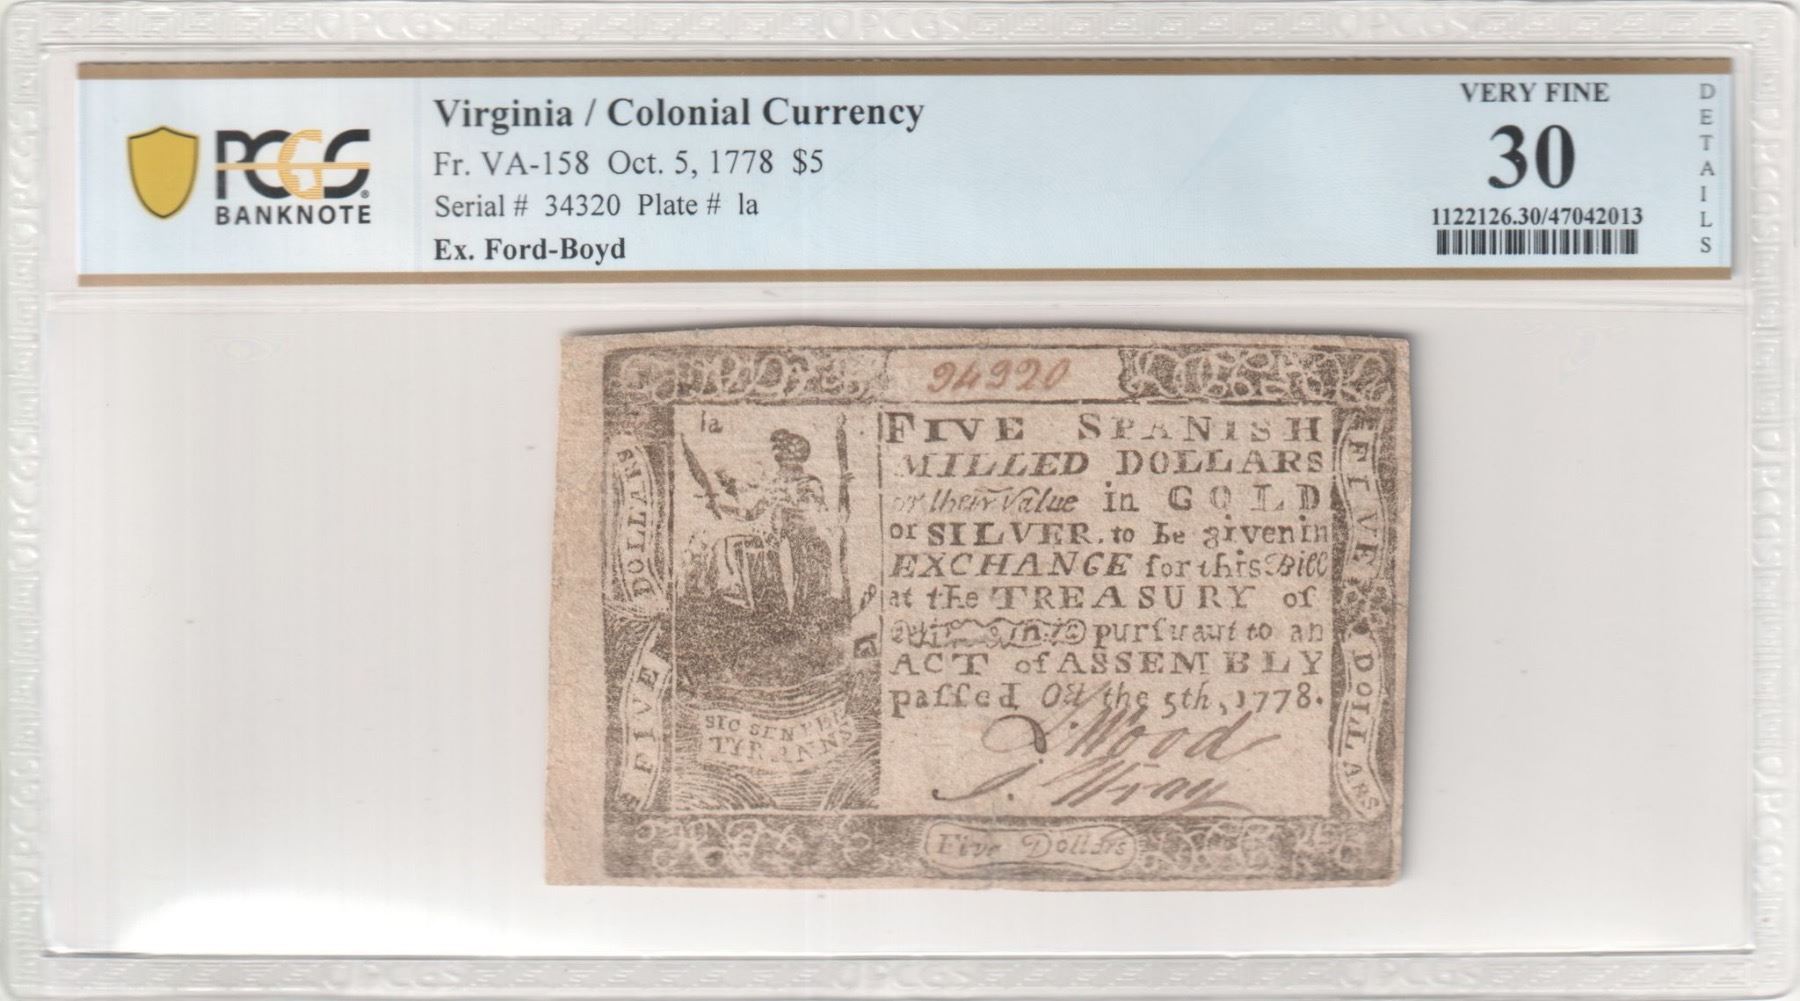 PCGS
BANKNOTE
Virginia / Colonial Currency
Fr. VA-158 Oct. 5, 1778 $5
Serial # 34320 Plate # la
Ex. Ford-Boyd
VERY FINE
30
1122126.30/47042013
DETAILS
34320
la
FIVE SPANISH
MILLED DOLLARS
or their Value in GOLD
or SILVER, to be given in
EXCHANGE for this Bill
at the TREASURY of
Virginia pursuant to an
ACT of ASSEMBLY
passed Oct the 5th, 1778.
J. Wood
J. Wray
FIVE DOLLARS
FIVE DOLLARS
SIC SEMPER
TYRANNIS
Five Dollars